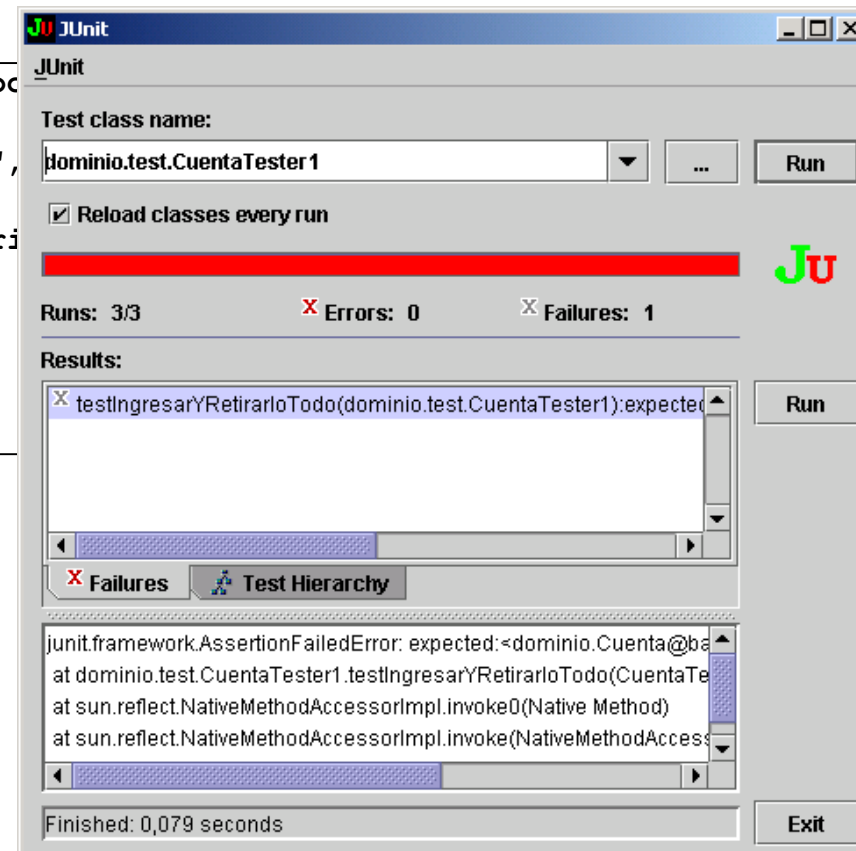 JU JUnit
JUnit
Test class name:
dominio.test.CuentaTester1
...
Run
",
Reload classes every run
JU
Runs: 3/3
X Errors: 0
X Failures: 1
Results:
X testIngresarYRetirarloTodo(dominio.test.CuentaTester1):expected
Run
X Failures
Test Hierarchy
junit.framework.AssertionFailedError: expected:<dominio.Cuenta@ba
at dominio.test.CuentaTester1.testIngresarYRetirarloTodo(CuentaTe
at sun.reflect.NativeMethodAccessorImpl.invoke0(Native Method)
at sun.reflect.NativeMethodAccessorImpl.invoke(NativeMethodAccess
Finished: 0,079 seconds
Exit